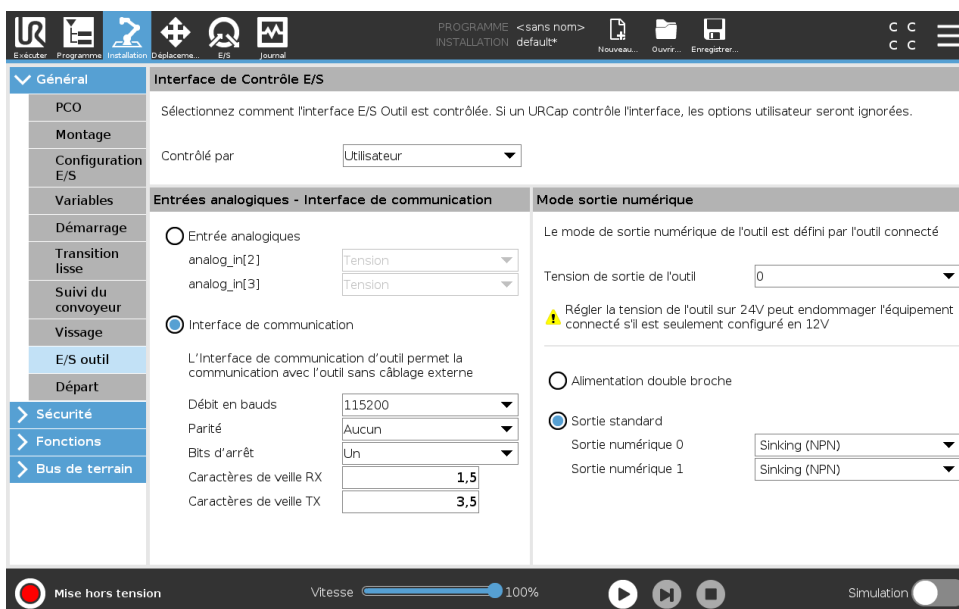 PROGRAMME <sans nom>
INSTALLATION default*
Exécuter Programme Installation Déplaceme... E/S Journal Nouveau... Ouvrir... Enregistrer...
C C
C C
Général
PCO
Montage
Configuration
E/S
Variables
Démarrage
Transition
lisse
Suivi du
convoyeur
Vissage
E/S outil
Départ
Sécurité
Fonctions
Bus de terrain
Interface de Contrôle E/S
Sélectionnez comment l'interface E/S Outil est contrôlée. Si un URCap contrôle l'interface, les options utilisateur seront ignorées.
Contrôlé par Utilisateur
Entrées analogiques - Interface de communication
Entrée analogiques
analog_in[2] Tension
analog_in[3] Tension
Interface de communication
L'Interface de communication d'outil permet la
communication avec l'outil sans câblage externe
Débit en bauds 115200
Parité Aucun
Bits d'arrêt Un
Caractères de veille RX 1,5
Caractères de veille TX 3,5
Mode sortie numérique
Le mode de sortie numérique de l'outil est défini par l'outil connecté
Tension de sortie de l'outil 0
Régler la tension de l'outil sur 24V peut endommager l'équipement
connecté s'il est seulement configuré en 12V
Alimentation double broche
Sortie standard
Sortie numérique 0 Sinking (NPN)
Sortie numérique 1 Sinking (NPN)
Mise hors tension Vitesse 100% Simulation